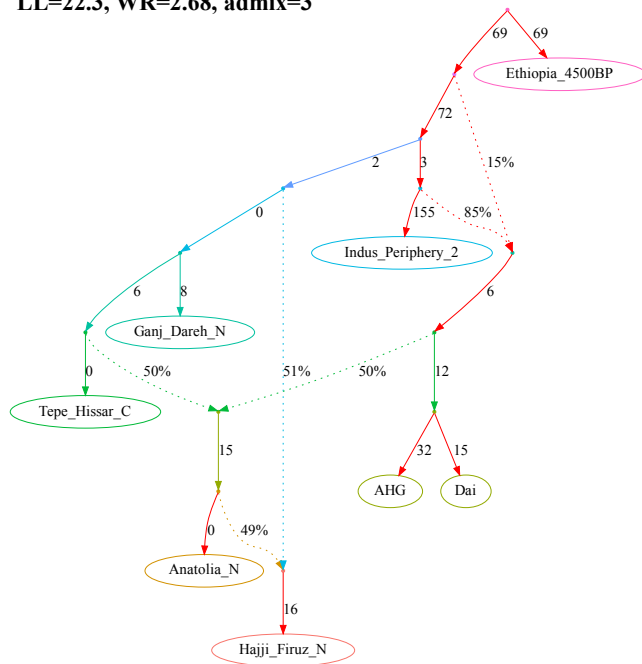 LL=22.3, WR=2.68, admix=3
69
69
Ethiopia_4500BP
72
2
3
15%
0
155
85%
Indus_Periphery_2
6
8
6
Ganj_Dareh_N
0
50%
51%
50%
12
Tepe_Hissar_C
15
32
15
AHG
Dai
0
49%
Anatolia_N
16
Hajji_Firuz_N